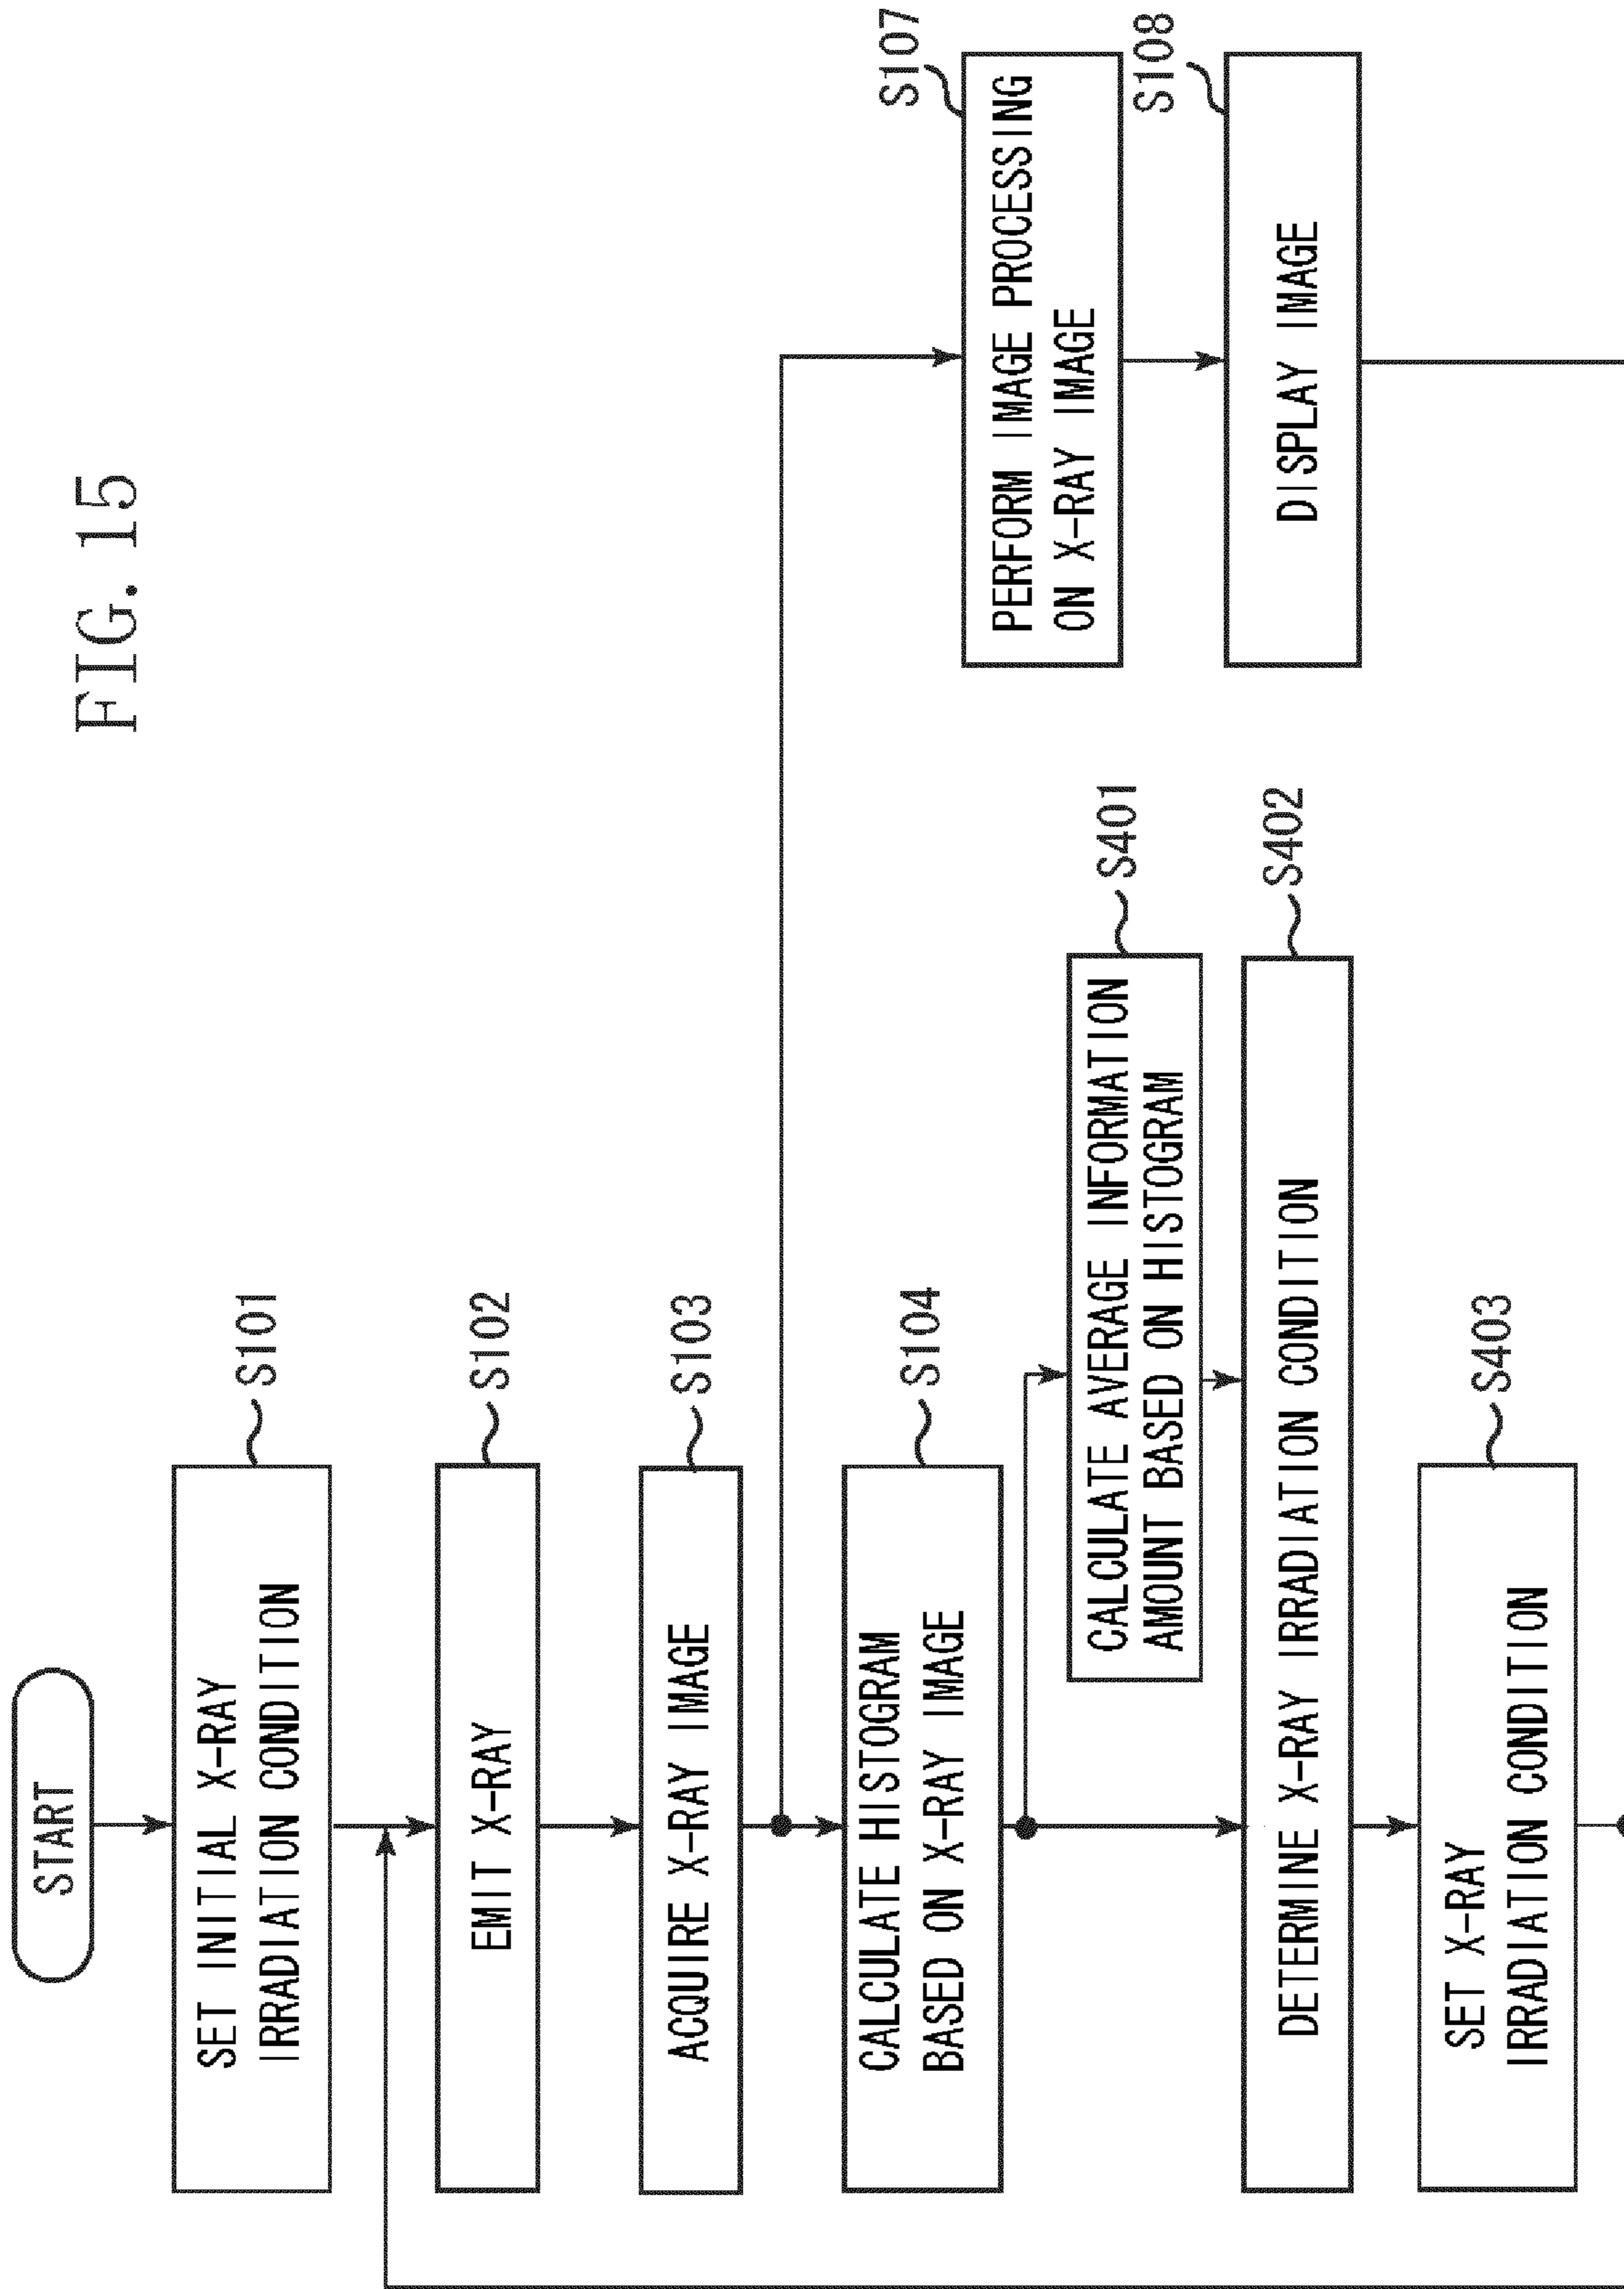 FIG. 15
START
SET INITIAL X-RAY
IRRADIATION CONDITION
S101
EMIT X-RAY
S102
ACQUIRE X-RAY IMAGE
S103
CALCULATE HISTOGRAM
BASED ON X-RAY IMAGE
S104
CALCULATE AVERAGE INFORMATION
AMOUNT BASED ON HISTOGRAM
S401
DETERMINE X-RAY IRRADIATION CONDITION
S402
SET X-RAY
IRRADIATION CONDITION
S403
PERFORM IMAGE PROCESSING
ON X-RAY IMAGE
S107
DISPLAY IMAGE
S108